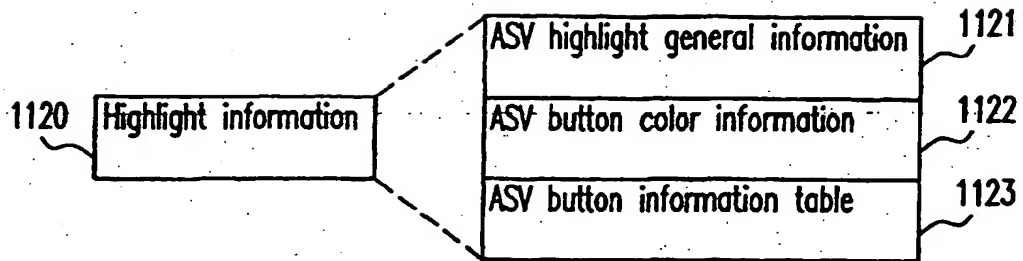 ASV highlight general information 1121
1120 Highlight information
ASV button color information 1122
ASV button information table 1123